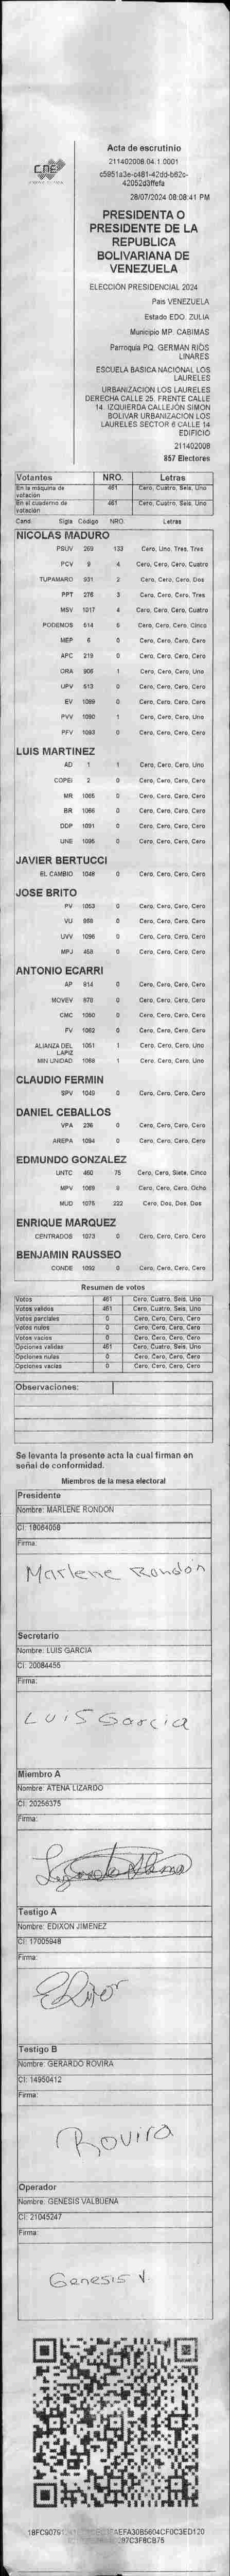 CNE
Acta de escrutinio
211402008.04.1.0001
c5951a3e-c481-42dd-b62c-
42052d3ffefa
28/07/2024 08:08:41 PM
PRESIDENTA O
PRESIDENTE DE LA
REPUBLICA
BOLIVARIANA DE
VENEZUELA
ELECCIÓN PRESIDENCIAL 2024
Pais VENEZUELA
Estado EDO. ZULIA
Municipio MP. CABIMAS
Parroquia PQ. GERMAN RIOS
LINARES
ESCUELA BASICA NACIONAL LOS
LAURELES
URBANIZACION LOS LAURELES
DERECHA CALLE 25. FRENTE CALLE
14. IZQUIERDA CALLEJÓN SIMON
BOLIVAR URBANIZACION LOS
LAURELES SECTOR 6 CALLE 14
EDIFICIO
211402008
857 Electores
Votantes NRO. Letras
En la máquina de votación 461 Cero, Cuatro, Seis, Uno
En el cuaderno de votación 461 Cero, Cuatro, Seis, Uno
Cand. Sigla Código NRO. Letras
NICOLAS MADURO
PSUV 269 133 Cero, Uno, Tres, Tres
PCV 9 4 Cero, Cero, Cero, Cuatro
TUPAMARO 931 2 Cero, Cero, Cero, Dos
PPT 276 3 Cero, Cero, Cero, Tres
MSV 1017 4 Cero, Cero, Cero, Cuatro
PODEMOS 614 5 Cero, Cero, Cero, Cinco
MEP 6 0 Cero, Cero, Cero, Cero
APC 219 0 Cero, Cero, Cero, Cero
ORA 906 1 Cero, Cero, Cero, Uno
UPV 513 0 Cero, Cero, Cero, Cero
EV 1099 0 Cero, Cero, Cero, Cero
PVV 1090 1 Cero, Cero, Cero, Uno
PFV 1093 0 Cero, Cero, Cero, Cero
LUIS MARTINEZ
AD 1 1 Cero, Cero, Cero, Uno
COPEI 2 0 Cero, Cero, Cero, Cero
MR 1065 0 Cero, Cero, Cero, Cero
BR 1066 0 Cero, Cero, Cero, Cero
DDP 1091 0 Cero, Cero, Cero, Cero
UNE 1095 0 Cero, Cero, Cero, Cero
JAVIER BERTUCCI
EL CAMBIO 1048 0 Cero, Cero, Cero, Cero
JOSE BRITO
PV 1053 0 Cero, Cero, Cero, Cero
VU 988 0 Cero, Cero, Cero, Cero
UVV 1096 0 Cero, Cero, Cero, Cero
MPJ 458 0 Cero, Cero, Cero, Cero
ANTONIO ECARRI
AP 914 0 Cero, Cero, Cero, Cero
MOVEV 870 0 Cero, Cero, Cero, Cero
CMC 1050 0 Cero, Cero, Cero, Cero
FV 1052 0 Cero, Cero, Cero, Cero
ALIANZA DEL LAPIZ 1051 1 Cero, Cero, Cero, Uno
MIN UNIDAD 1068 1 Cero, Cero, Cero, Uno
CLAUDIO FERMIN
SPV 1049 0 Cero, Cero, Cero, Cero
DANIEL CEBALLOS
VPA 236 0 Cero, Cero, Cero, Cero
AREPA 1094 0 Cero, Cero, Cero, Cero
EDMUNDO GONZALEZ
UNTC 460 75 Cero, Cero, Siete, Cinco
MPV 1069 8 Cero, Cero, Cero, Ocho
MUD 1075 222 Cero, Dos, Dos, Dos
ENRIQUE MARQUEZ
CENTRADOS 1073 0 Cero, Cero, Cero, Cero
BENJAMIN RAUSSEO
CONDE 1092 0 Cero, Cero, Cero, Cero
Resumen de votos
Votos 461 Cero, Cuatro, Seis, Uno
Votos validos 461 Cero, Cuatro, Seis, Uno
Votos parciales 0 Cero, Cero, Cero, Cero
Votos nulos 0 Cero, Cero, Cero, Cero
Votos vacios 0 Cero, Cero, Cero, Cero
Opciones validas 461 Cero, Cuatro, Seis, Uno
Opciones nulas 0 Cero, Cero, Cero, Cero
Opciones vacias 0 Cero, Cero, Cero, Cero
Observaciones:
Se levanta la presente acta la cual firman en
señal de conformidad.
Miembros de la mesa electoral
Presidente
Nombre: MARLENE RONDON
CI: 18064058
Firma:
Marlene Rondón
Secretario
Nombre: LUIS GARCIA
CI: 20084455
Firma:
LUIS Garcia
Miembro A
Nombre: ATENA LIZARDO
CI: 20256375
Firma:
Testigo A
Nombre: EDIXON JIMENEZ
CI: 17005948
Firma:
Testigo B
Nombre: GERARDO ROVIRA
CI: 14950412
Firma:
Rovira
Operador
Nombre: GENESIS VALBUENA
CI: 21045247
Firma:
Genesis V.